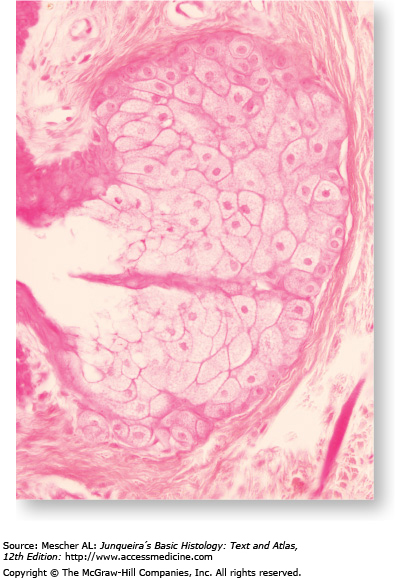 Source: Mescher AL: Junqueira´s Basic Histology: Text and Atlas,
12th Edition: http://www.accessmedicine.com
Copyright © The McGraw-Hill Companies, Inc. All rights reserved.